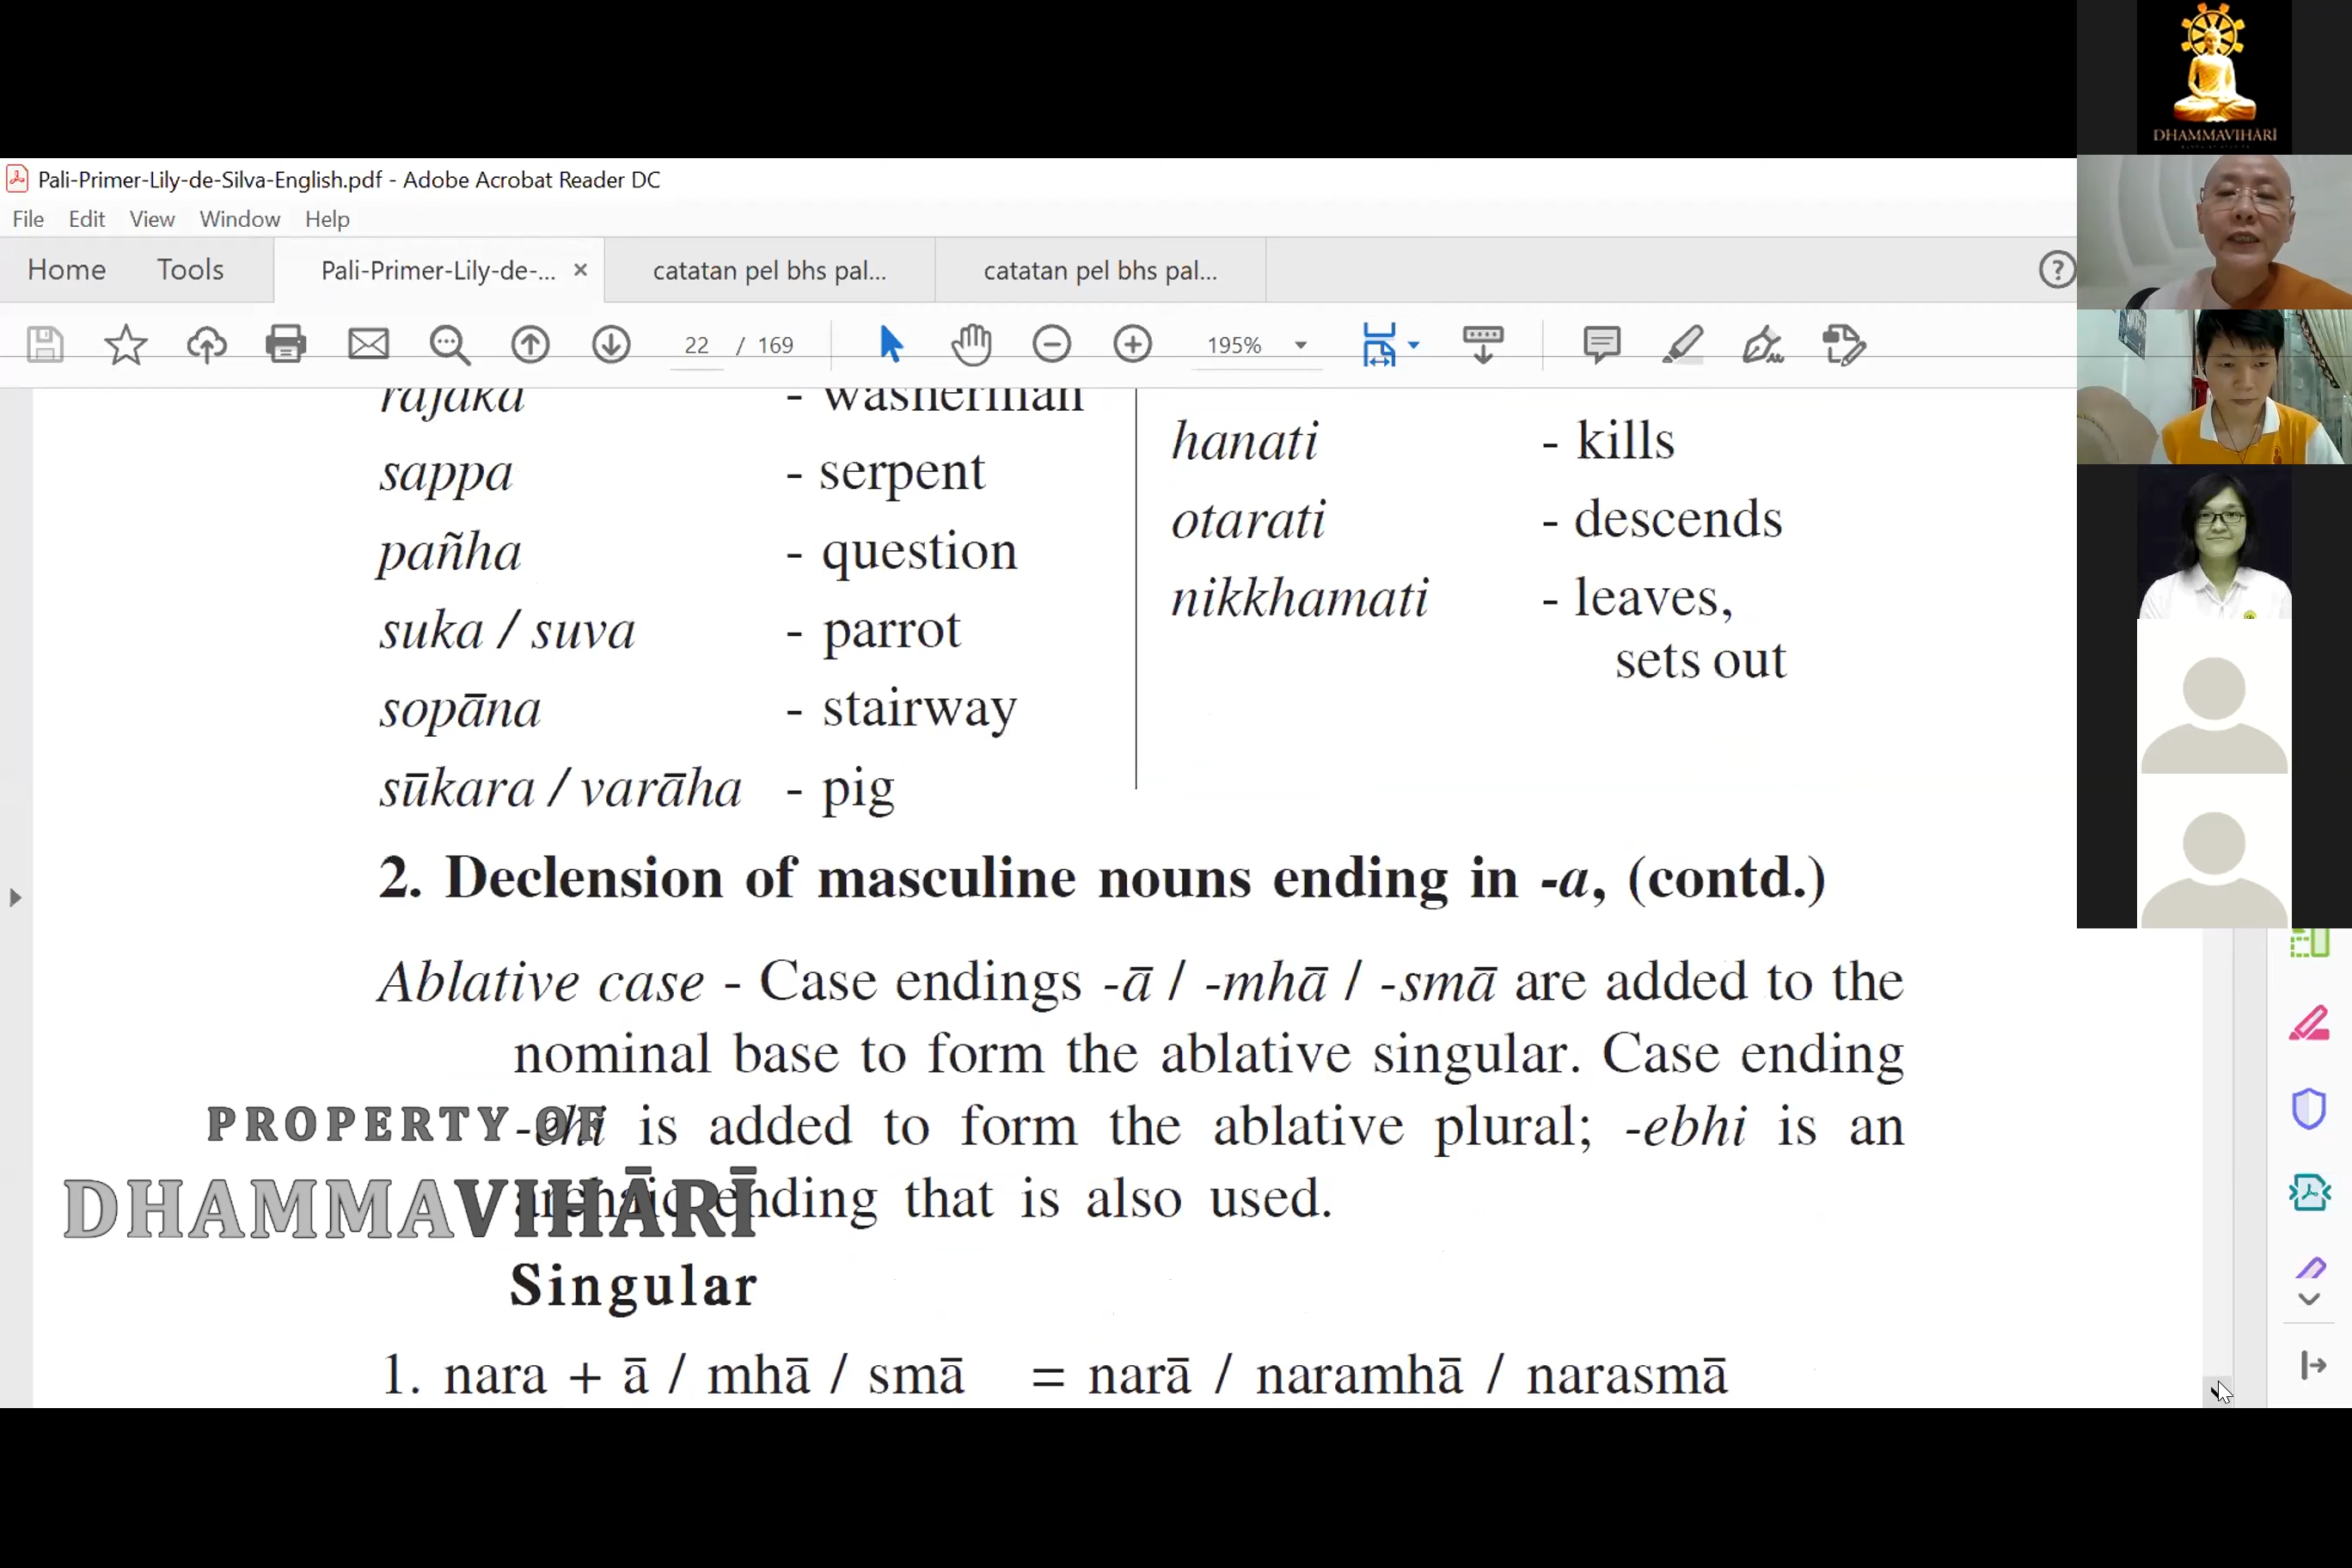 DHAMMAVIHĀRĪ
Pali-Primer-Lily-de-Silva-English.pdf - Adobe Acrobat Reader DC
File Edit View Window Help
Home Tools Pali-Primer-Lily-de-... × catatan pel bhs pal... catatan pel bhs pal...
22 / 169 195%
rajaka - washerman
sappa - serpent
pañha - question
suka / suva - parrot
sopāna - stairway
sūkara / varāha - pig
hanati - kills
otarati - descends
nikkhamati - leaves,
sets out
2. Declension of masculine nouns ending in -a, (contd.)
Ablative case - Case endings -ā / -mhā / -smā are added to the
nominal base to form the ablative singular. Case ending
-ehi is added to form the ablative plural; -ebhi is an
archaic ending that is also used.
PROPERTY OF
DHAMMAVIHĀRĪ
Singular
1. nara + ā / mhā / smā = narā / naramhā / narasmā